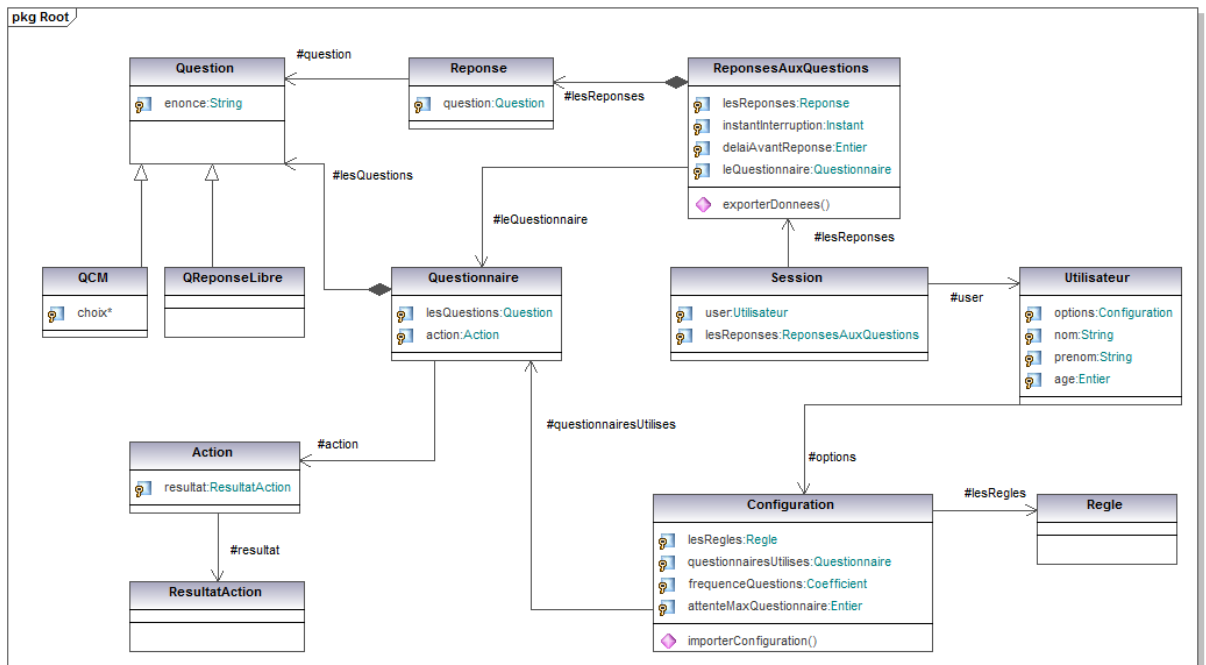 pkg Root
#question
Question
enonce:String
Reponse
question:Question
#lesReponses
ReponsesAuxQuestions
lesReponses:Reponse
instantInterruption:Instant
delaiAvantReponse:Entier
leQuestionnaire:Questionnaire
exporterDonnees()
#lesQuestions
#leQuestionnaire
#lesReponses
QCM
choix*
QReponseLibre
Questionnaire
lesQuestions:Question
action:Action
Session
user:Utilisateur
lesReponses:ReponsesAuxQuestions
#user
Utilisateur
options:Configuration
nom:String
prenom:String
age:Entier
#action
#questionnairesUtilises
#options
Action
resultat:ResultatAction
#resultat
ResultatAction
Configuration
lesRegles:Regle
questionnairesUtilises:Questionnaire
frequenceQuestions:Coefficient
attenteMaxQuestionnaire:Entier
importerConfiguration()
#lesRegles
Regle